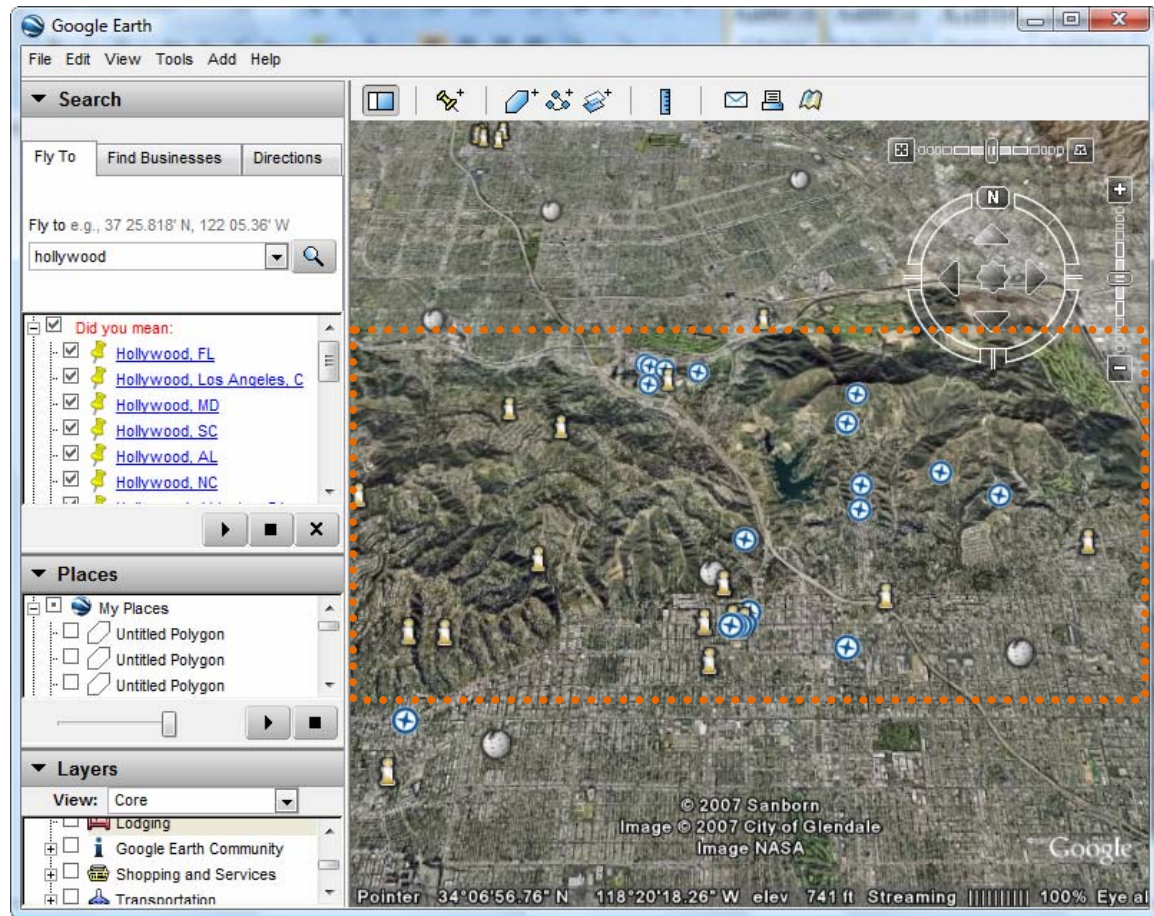 Google Earth
File Edit View Tools Add Help
Search
Fly To Find Businesses Directions
Fly to e.g., 37 25.818' N, 122 05.36' W
hollywood
Did you mean:
Hollywood, FL
Hollywood, Los Angeles, C
Hollywood, MD
Hollywood, SC
Hollywood, AL
Hollywood, NC
Places
My Places
Untitled Polygon
Untitled Polygon
Untitled Polygon
Layers
View: Core
Lodging
Google Earth Community
Shopping and Services
Transportation
N
© 2007 Sanborn
Image © 2007 City of Glendale
Image NASA
Google
Pointer 34°06'56.76" N 118°20'18.26" W elev 741 ft Streaming |||||||||| 100% Eye al